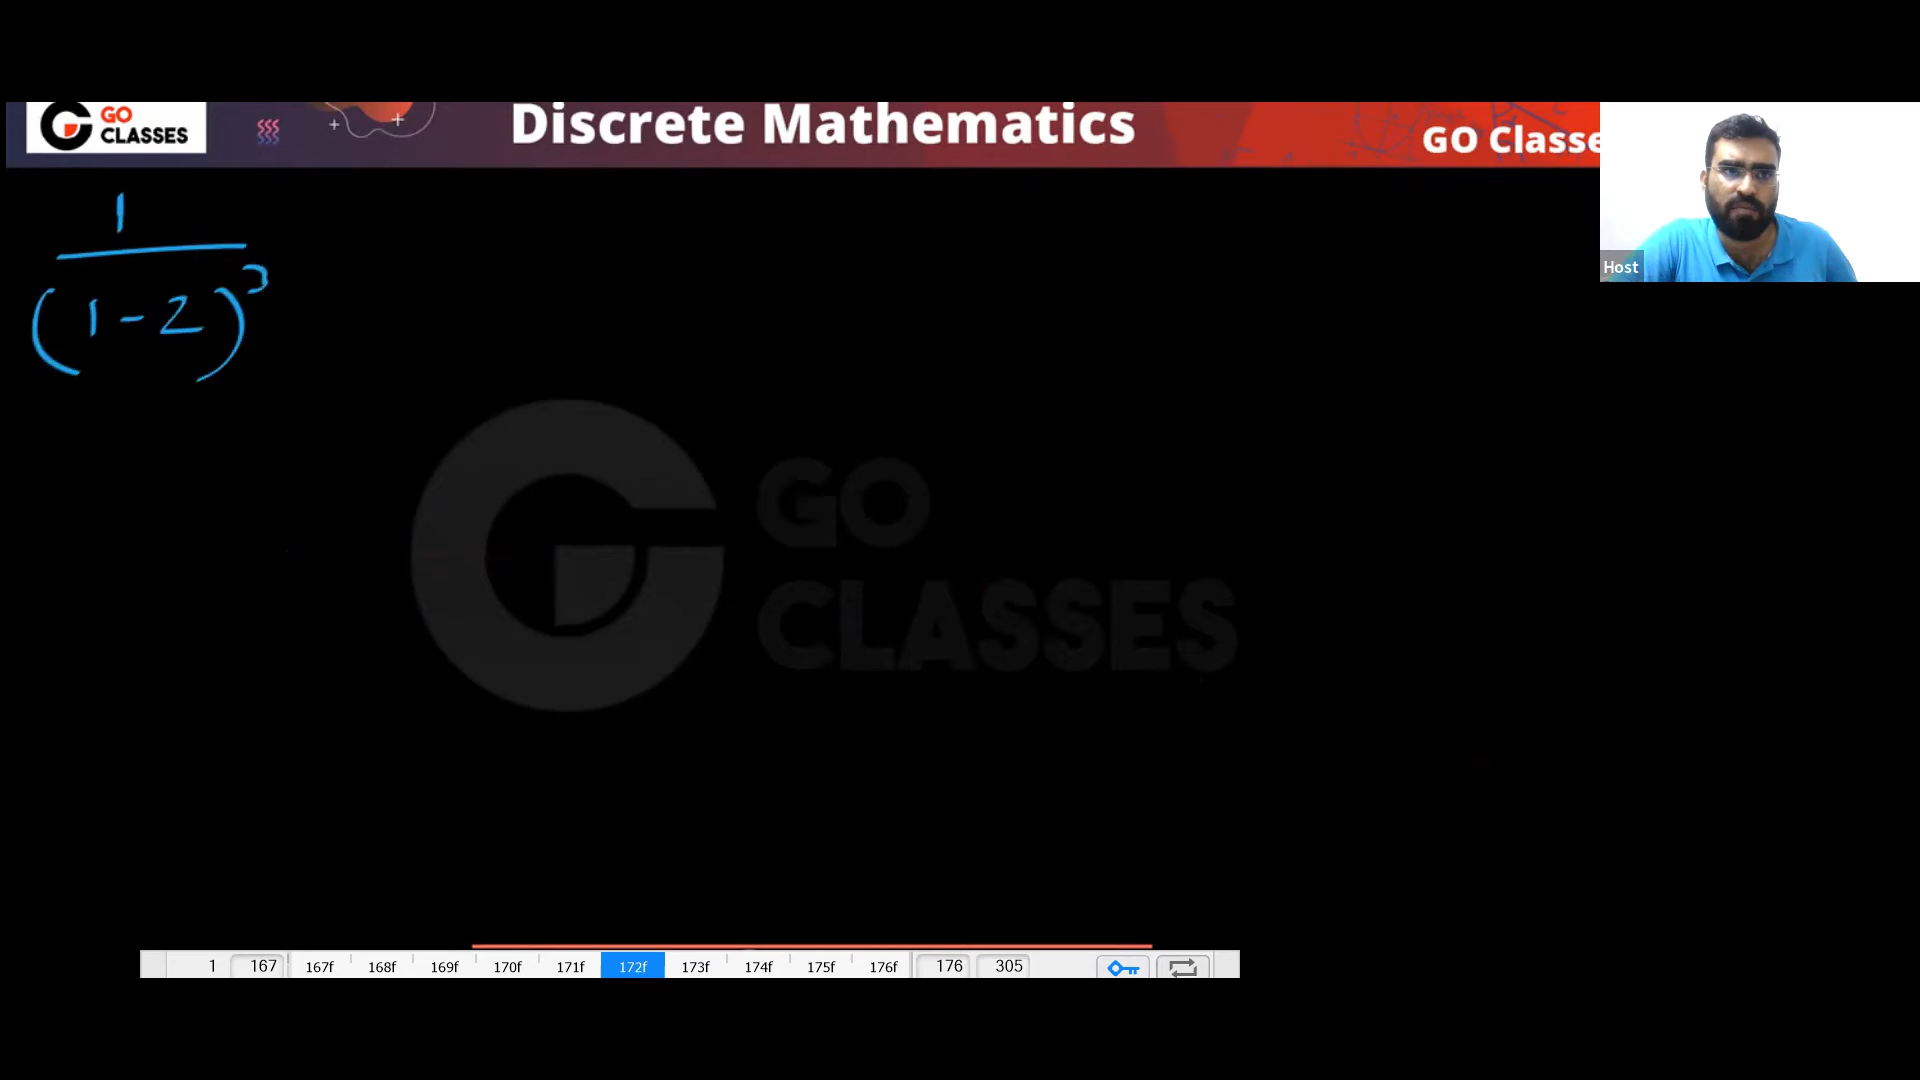 GO
CLASSES
Discrete Mathematics
GO Classe
Host
1
(1-2)³
GO
CLASSES
1 167 167f 168f 169f 170f 171f 172f 173f 174f 175f 176f 176 305